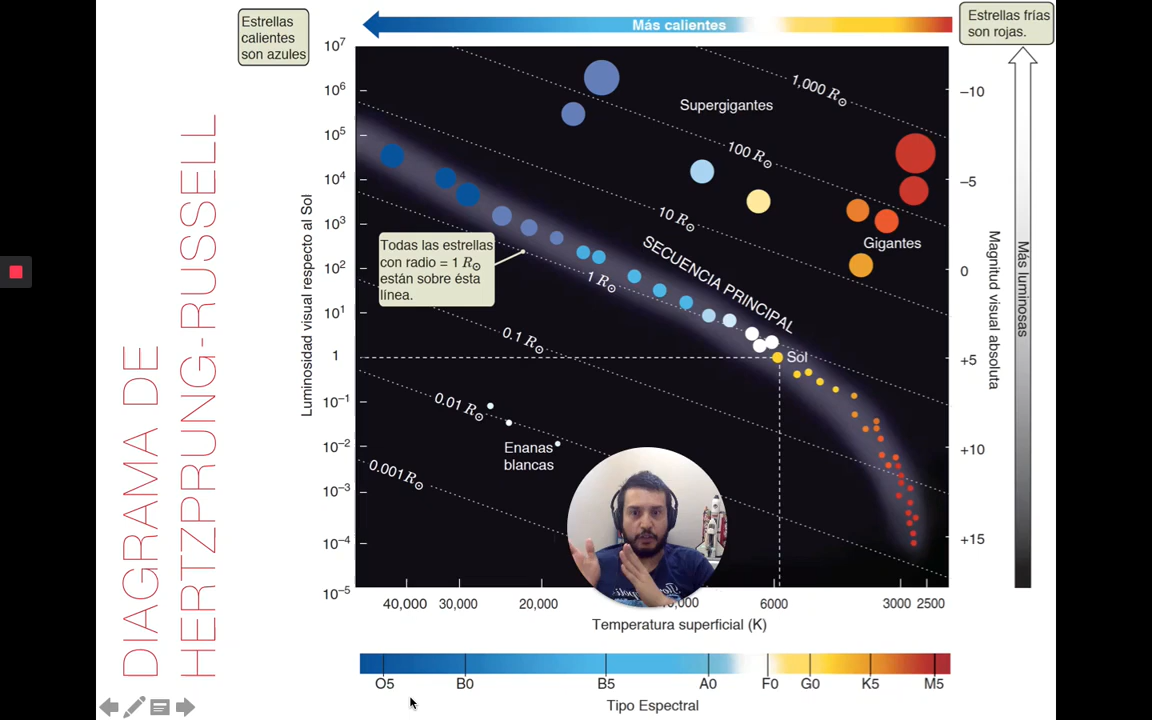 DIAGRAMA DE
HERTZPRUNG-RUSSELL
Estrellas
calientes
son azules
Más calientes
Estrellas frías
son rojas.
Luminosidad visual respecto al Sol
10⁷
10⁶
10⁵
10⁴
10³
10²
10¹
1
10⁻¹
10⁻²
10⁻³
10⁻⁴
10⁻⁵
1,000 R⊙
Supergigantes
100 R⊙
10 R⊙
Gigantes
SECUENCIA PRINCIPAL
Todas las estrellas
con radio = 1 R⊙
están sobre ésta
línea.
1 R⊙
0.1 R⊙
Sol
0.01 R⊙
Enanas
blancas
0.001R⊙
−10
−5
0
+5
+10
+15
Magnitud visual absoluta
Más luminosas
40,000 30,000 20,000 6000 3000 2500
Temperatura superficial (K)
O5 B0 B5 A0 F0 G0 K5 M5
Tipo Espectral